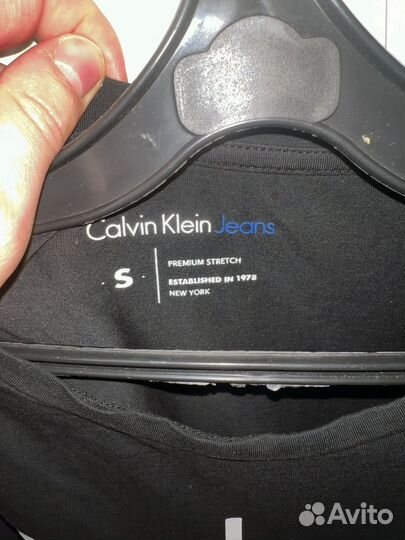 Calvin Klein Jeans
S
PREMIUM STRETCH
ESTABLISHED IN 1978
NEW YORK
Avito